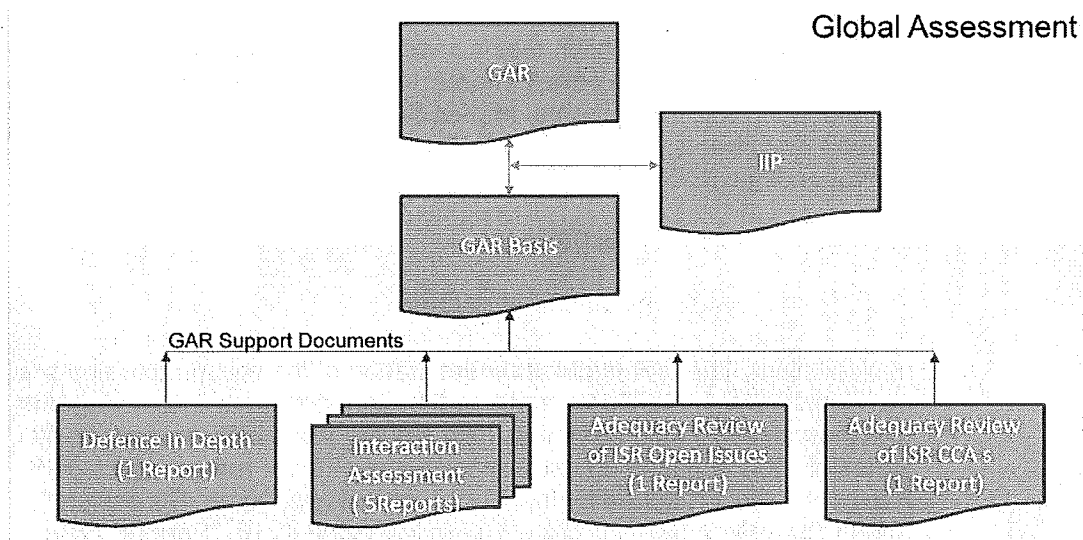 Global Assessment
GAR
IIP
GAR Basis
GAR Support Documents
Defence In Depth
(1 Report)
Interaction
Assessment
( 5Reports)
Adequacy Review
of ISR Open Issues
(1 Report)
Adequacy Review
of ISR CCA s
(1 Report)